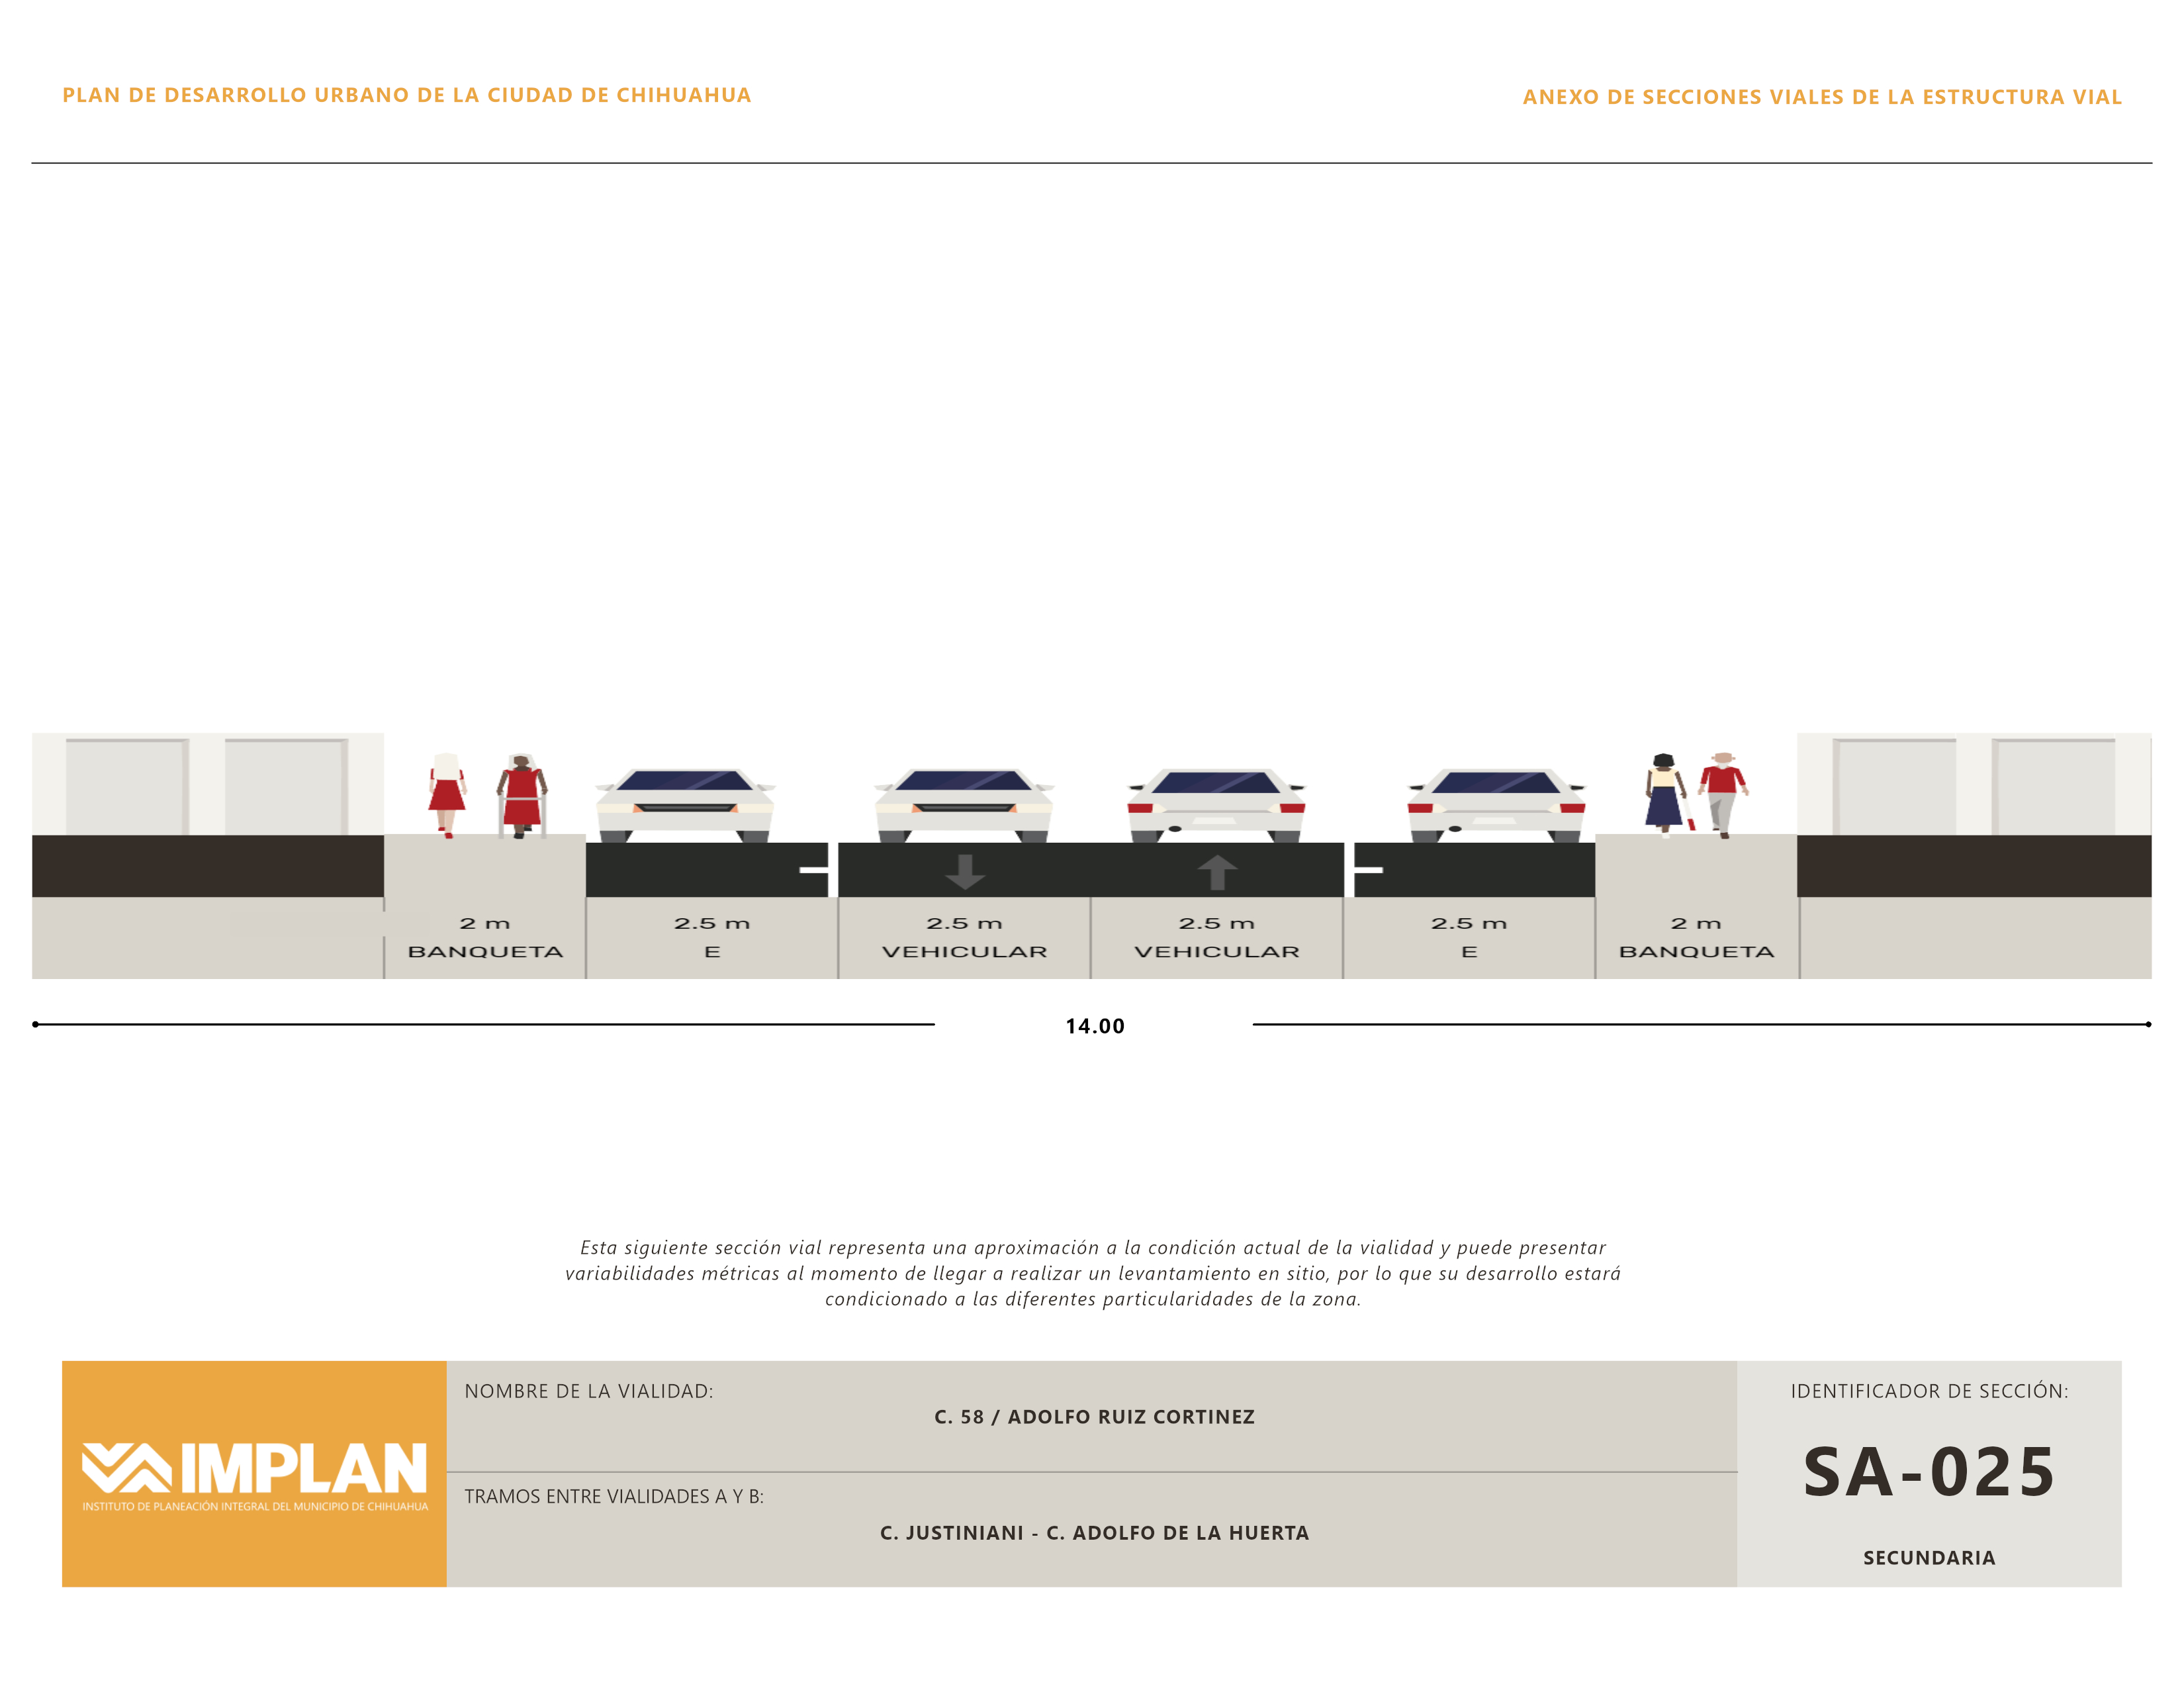 PLAN DE DESARROLLO URBANO DE LA CIUDAD DE CHIHUAHUA
ANEXO DE SECCIONES VIALES DE LA ESTRUCTURA VIAL
2 m
BANQUETA
2.5 m
E
2.5 m
VEHICULAR
2.5 m
VEHICULAR
2.5 m
E
2 m
BANQUETA
14.00
Esta siguiente sección vial representa una aproximación a la condición actual de la vialidad y puede presentar
variabilidades métricas al momento de llegar a realizar un levantamiento en sitio, por lo que su desarrollo estará
condicionado a las diferentes particularidades de la zona.
IMPLAN
INSTITUTO DE PLANEACIÓN INTEGRAL DEL MUNICIPIO DE CHIHUAHUA
NOMBRE DE LA VIALIDAD:
C. 58 / ADOLFO RUIZ CORTINEZ
TRAMOS ENTRE VIALIDADES A Y B:
C. JUSTINIANI - C. ADOLFO DE LA HUERTA
IDENTIFICADOR DE SECCIÓN:
SA-025
SECUNDARIA